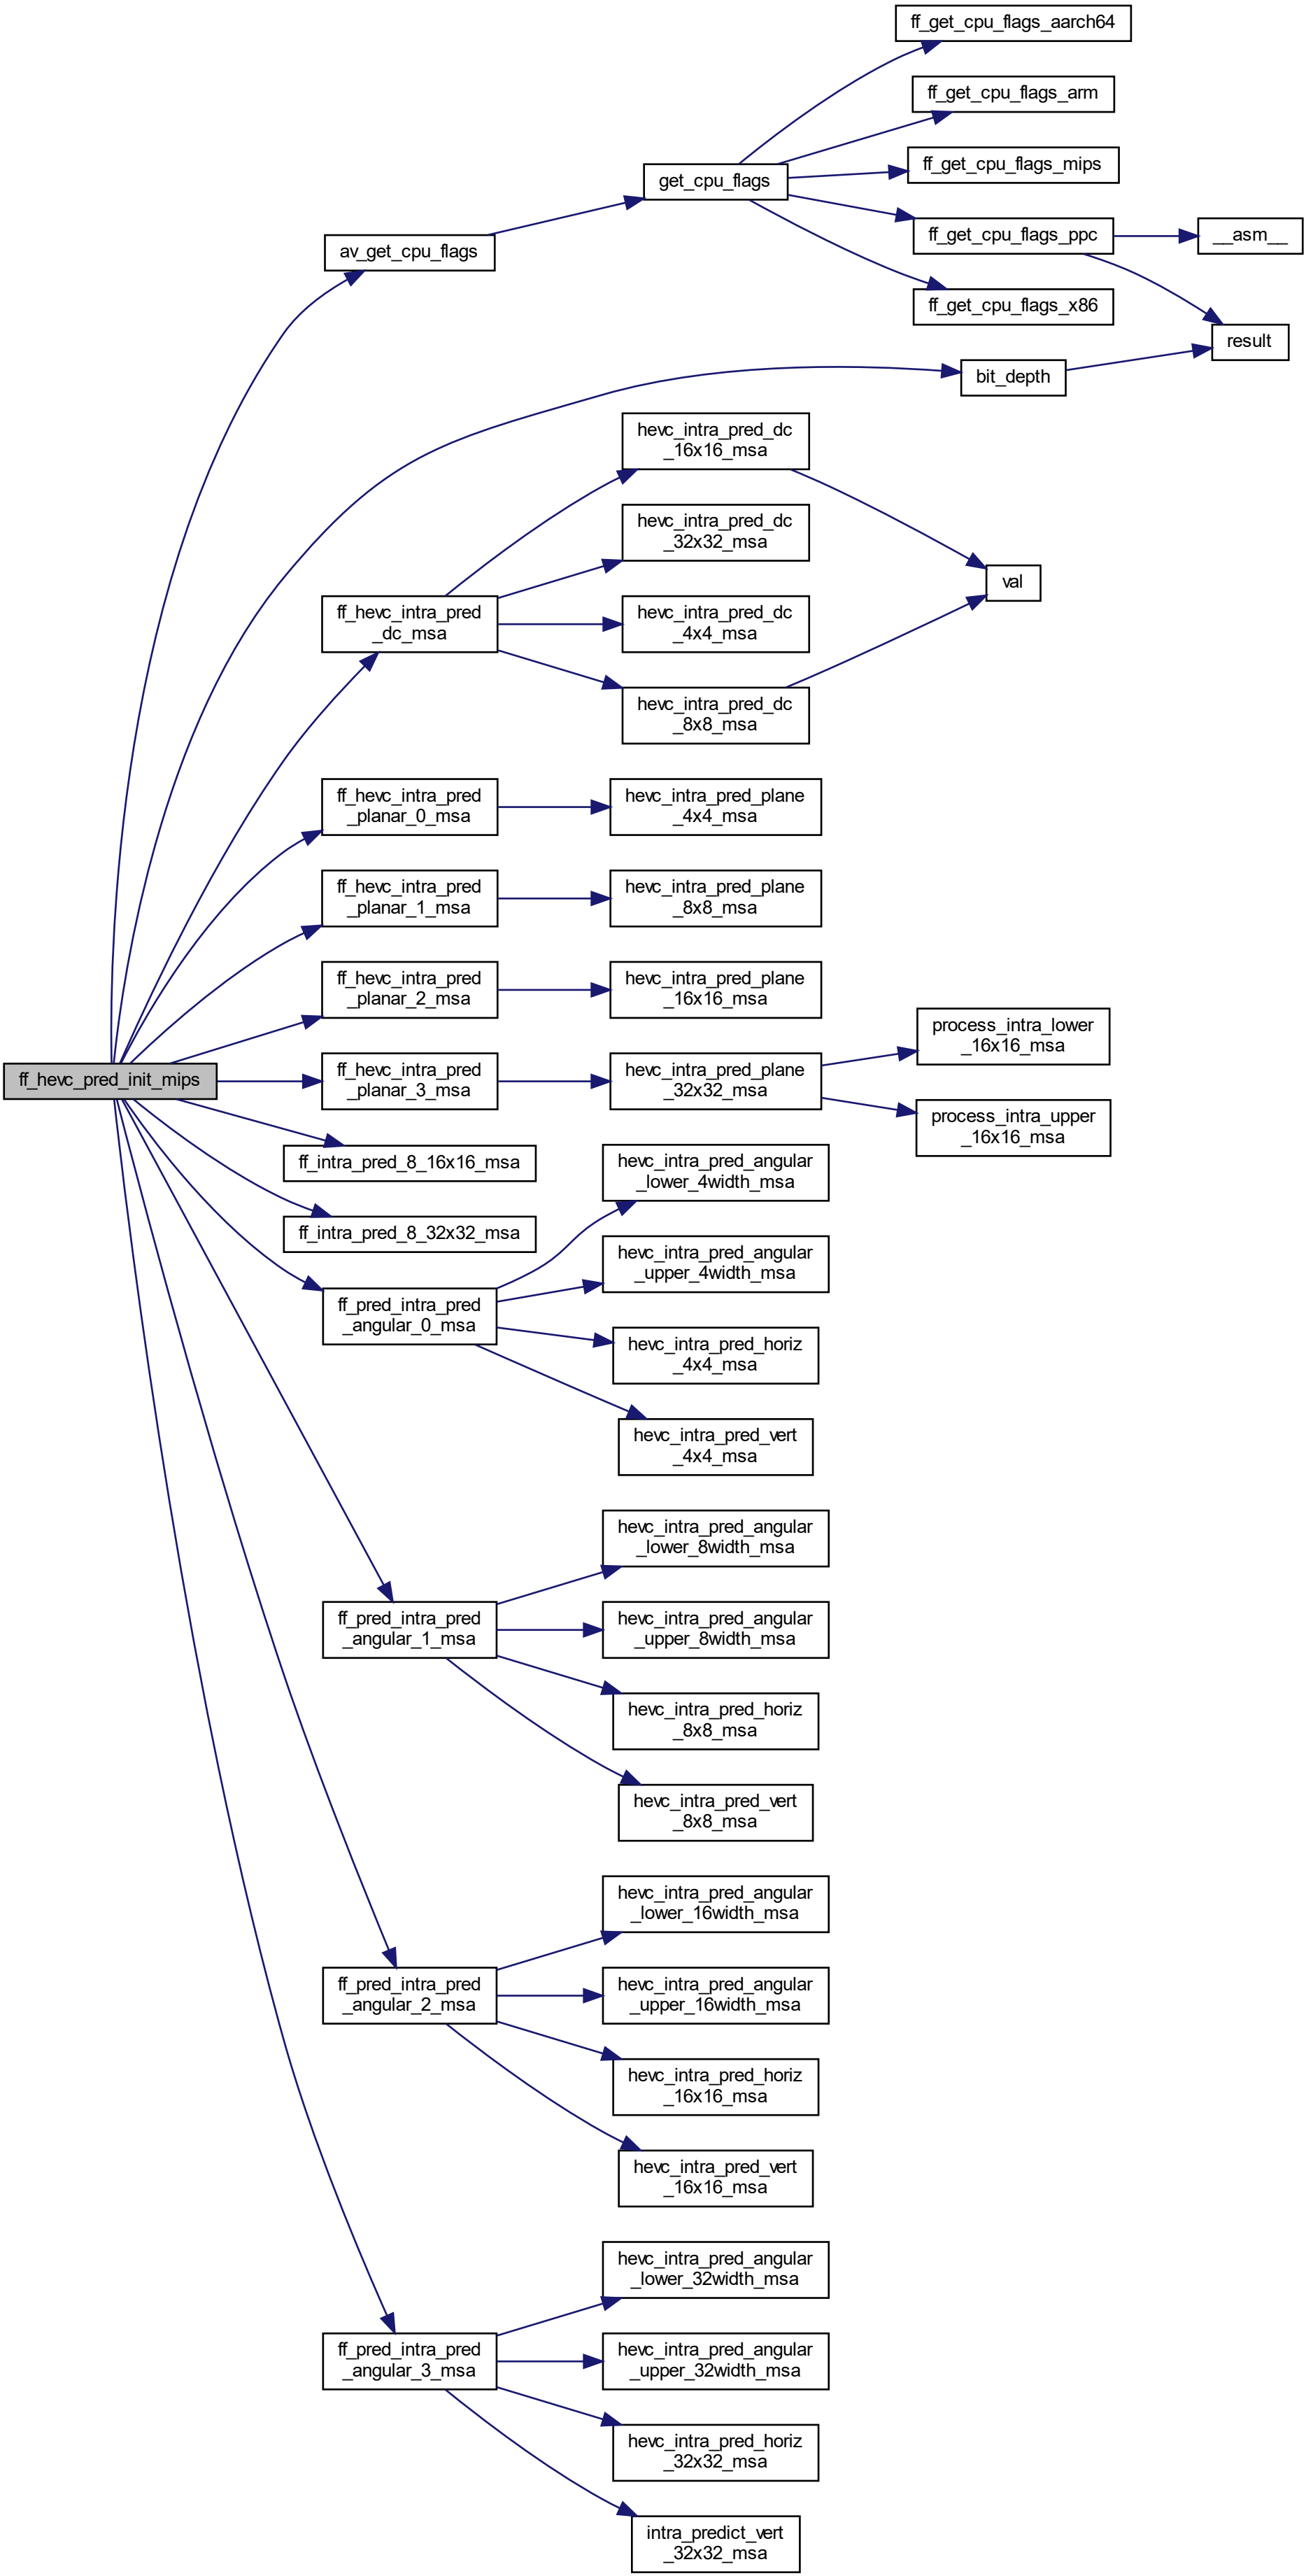 ff_get_cpu_flags_aarch64
ff_get_cpu_flags_arm
ff_get_cpu_flags_mips
get_cpu_flags
ff_get_cpu_flags_ppc
__asm__
av_get_cpu_flags
ff_get_cpu_flags_x86
result
bit_depth
hevc_intra_pred_dc
_16x16_msa
hevc_intra_pred_dc
_32x32_msa
val
ff_hevc_intra_pred
_dc_msa
hevc_intra_pred_dc
_4x4_msa
hevc_intra_pred_dc
_8x8_msa
ff_hevc_intra_pred
_planar_0_msa
hevc_intra_pred_plane
_4x4_msa
ff_hevc_intra_pred
_planar_1_msa
hevc_intra_pred_plane
_8x8_msa
ff_hevc_intra_pred
_planar_2_msa
hevc_intra_pred_plane
_16x16_msa
process_intra_lower
_16x16_msa
ff_hevc_pred_init_mips
ff_hevc_intra_pred
_planar_3_msa
hevc_intra_pred_plane
_32x32_msa
process_intra_upper
_16x16_msa
ff_intra_pred_8_16x16_msa
hevc_intra_pred_angular
_lower_4width_msa
ff_intra_pred_8_32x32_msa
hevc_intra_pred_angular
_upper_4width_msa
ff_pred_intra_pred
_angular_0_msa
hevc_intra_pred_horiz
_4x4_msa
hevc_intra_pred_vert
_4x4_msa
hevc_intra_pred_angular
_lower_8width_msa
ff_pred_intra_pred
_angular_1_msa
hevc_intra_pred_angular
_upper_8width_msa
hevc_intra_pred_horiz
_8x8_msa
hevc_intra_pred_vert
_8x8_msa
hevc_intra_pred_angular
_lower_16width_msa
ff_pred_intra_pred
_angular_2_msa
hevc_intra_pred_angular
_upper_16width_msa
hevc_intra_pred_horiz
_16x16_msa
hevc_intra_pred_vert
_16x16_msa
hevc_intra_pred_angular
_lower_32width_msa
ff_pred_intra_pred
_angular_3_msa
hevc_intra_pred_angular
_upper_32width_msa
hevc_intra_pred_horiz
_32x32_msa
intra_predict_vert
_32x32_msa